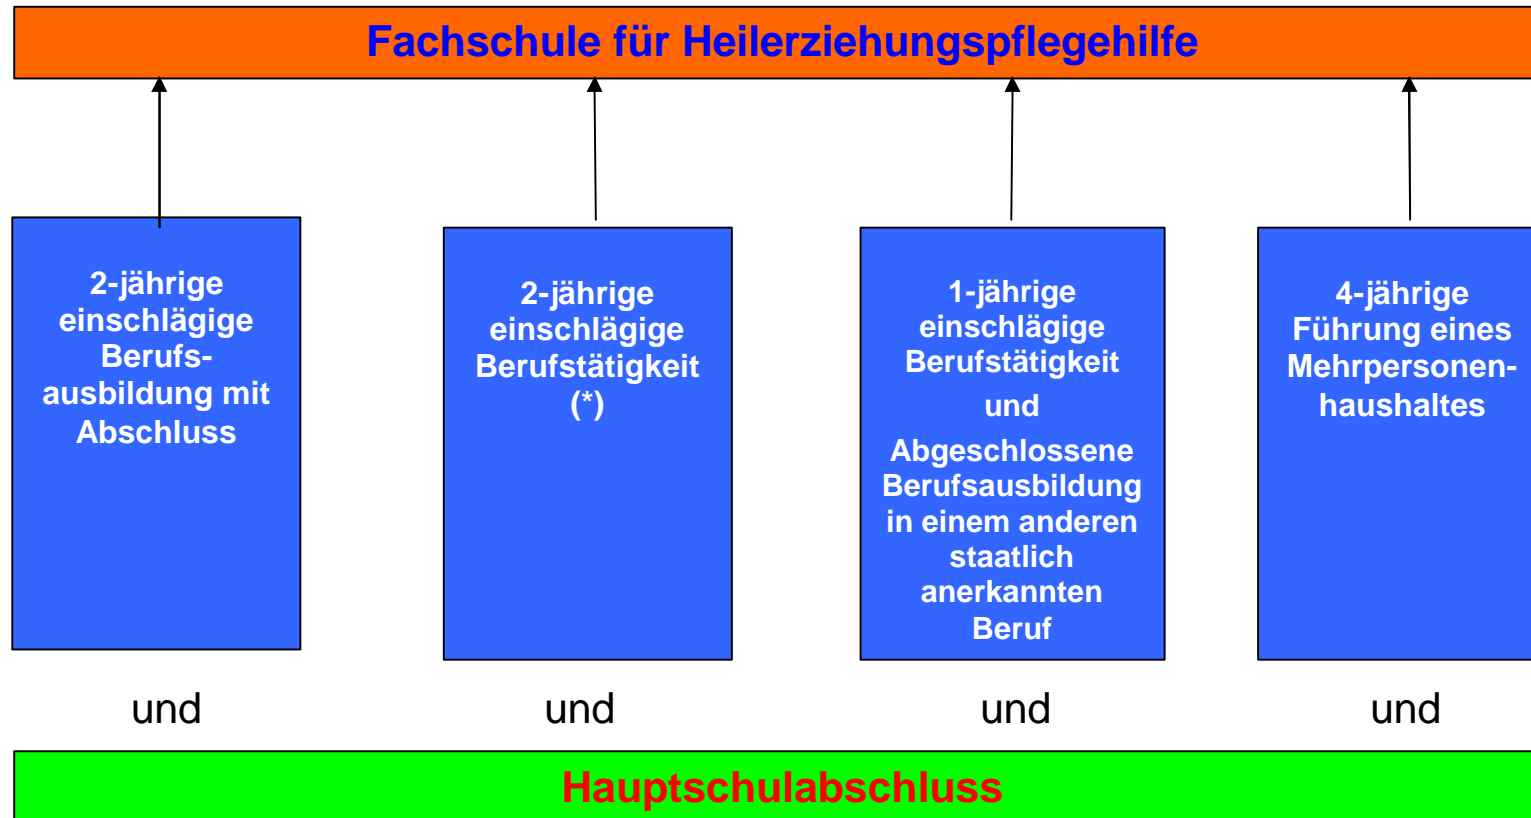 Fachschule für Heilerziehungspflegehilfe
2-jährige
einschlägige
Berufs-
ausbildung mit
Abschluss
2-jährige
einschlägige
Berufstätigkeit
(*)
1-jährige
einschlägige
Berufstätigkeit
und
Abgeschlossene
Berufsausbildung
in einem anderen
staatlich
anerkannten
Beruf
4-jährige
Führung eines
Mehrpersonen-
haushaltes
und
und
und
und
Hauptschulabschluss